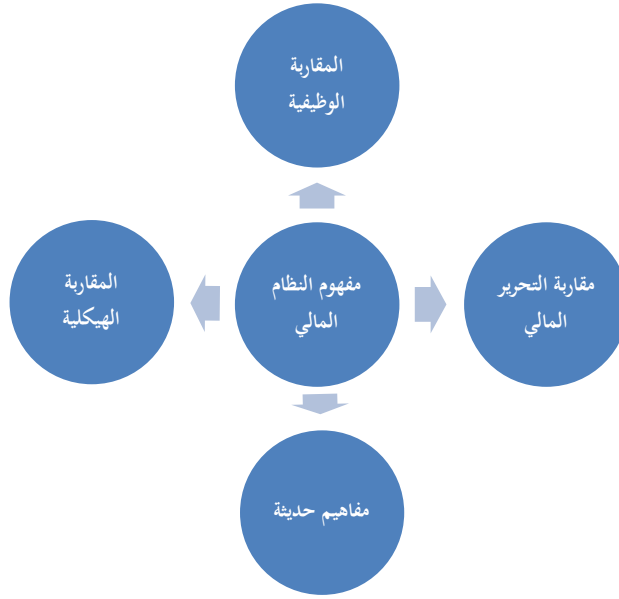 المقاربة
الوظيفية
مقاربة التحرير
المالي
مفهوم النظام
المالي
المقاربة
الهيكلية
مفاهيم حديثة